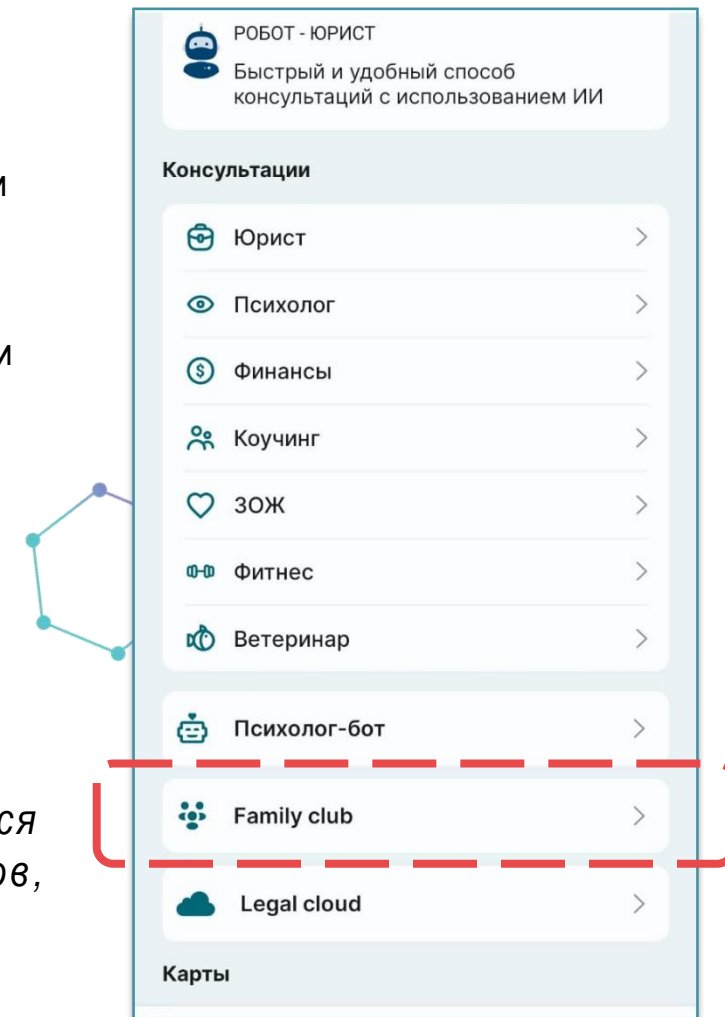 РОБОТ - ЮРИСТ
Быстрый и удобный способ
консультаций с использованием ИИ
Консультации
Юрист
Психолог
Финансы
Коучинг
ЗОЖ
Фитнес
Ветеринар
Психолог-бот
Family club
Legal cloud
Карты